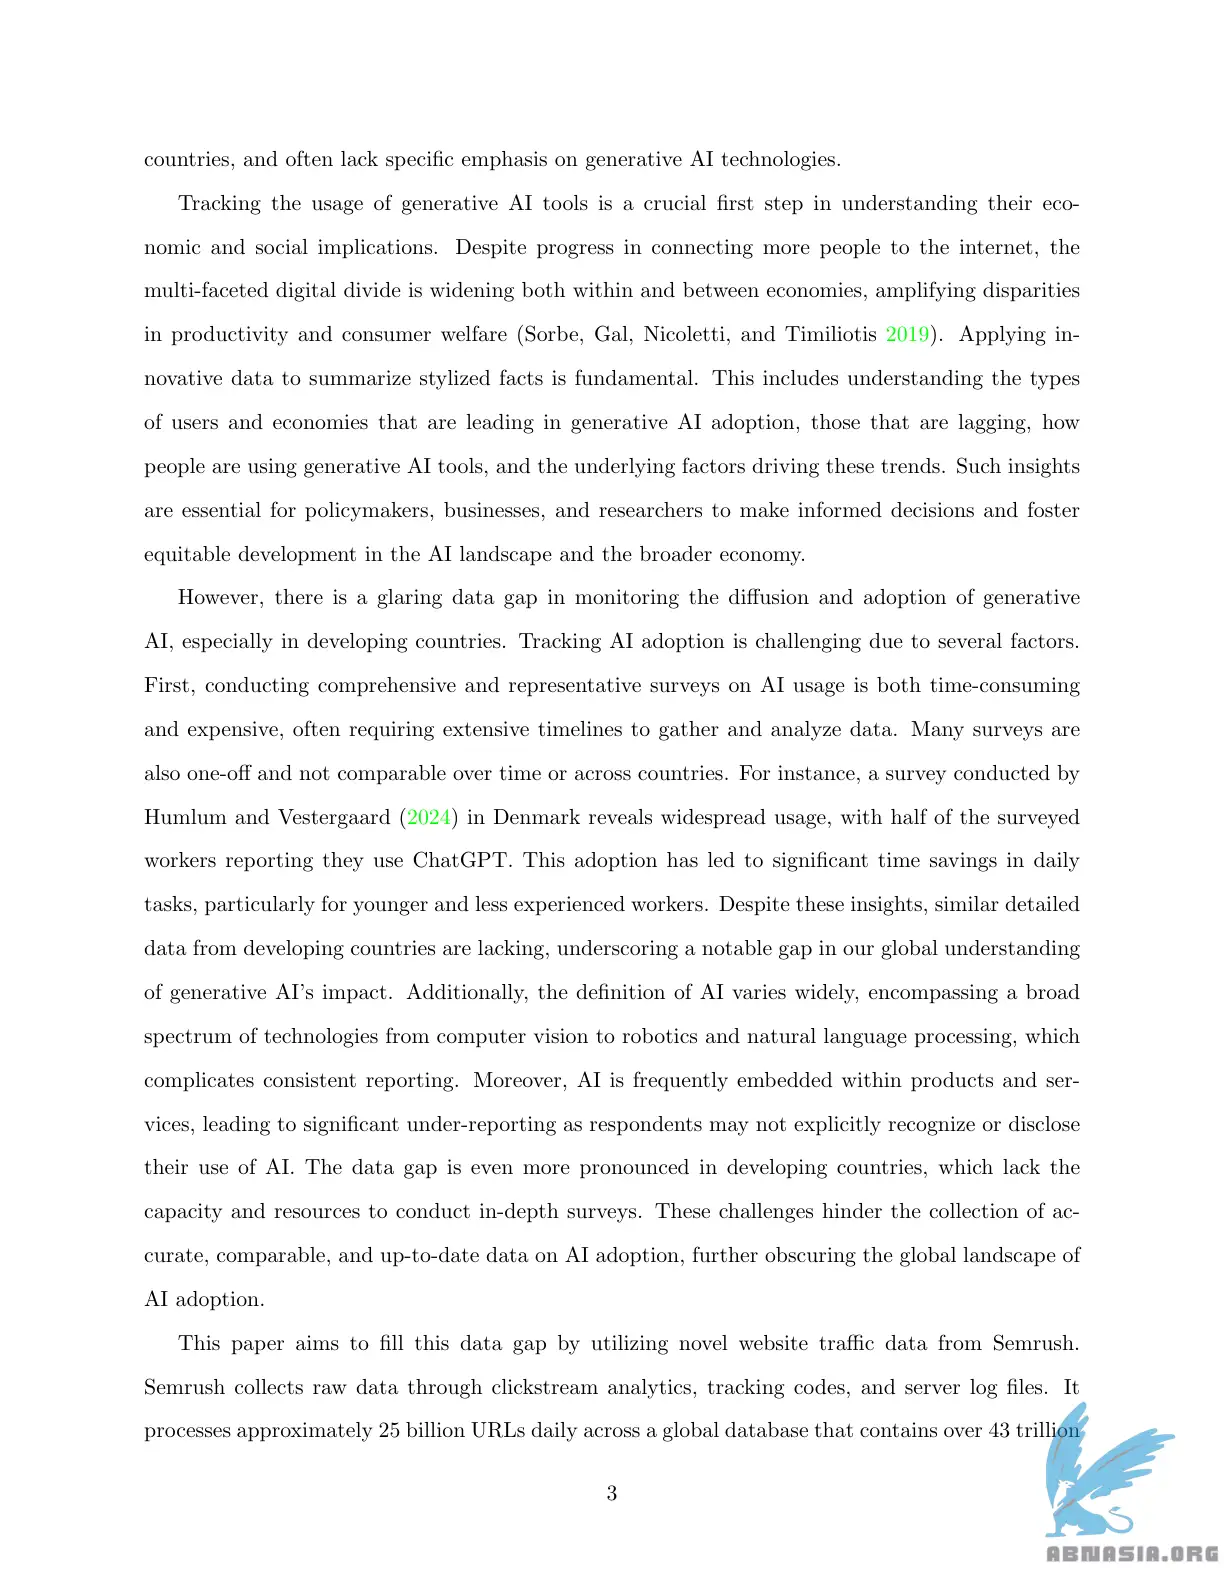 countries, and often lack specific emphasis on generative AI technologies.
Tracking the usage of generative AI tools is a crucial first step in understanding their eco-
nomic and social implications. Despite progress in connecting more people to the internet, the
multi-faceted digital divide is widening both within and between economies, amplifying disparities
in productivity and consumer welfare (Sorbe, Gal, Nicoletti, and Timiliotis 2019). Applying in-
novative data to summarize stylized facts is fundamental. This includes understanding the types
of users and economies that are leading in generative AI adoption, those that are lagging, how
people are using generative AI tools, and the underlying factors driving these trends. Such insights
are essential for policymakers, businesses, and researchers to make informed decisions and foster
equitable development in the AI landscape and the broader economy.
However, there is a glaring data gap in monitoring the diffusion and adoption of generative
AI, especially in developing countries. Tracking AI adoption is challenging due to several factors.
First, conducting comprehensive and representative surveys on AI usage is both time-consuming
and expensive, often requiring extensive timelines to gather and analyze data. Many surveys are
also one-off and not comparable over time or across countries. For instance, a survey conducted by
Humlum and Vestergaard (2024) in Denmark reveals widespread usage, with half of the surveyed
workers reporting they use ChatGPT. This adoption has led to significant time savings in daily
tasks, particularly for younger and less experienced workers. Despite these insights, similar detailed
data from developing countries are lacking, underscoring a notable gap in our global understanding
of generative AI's impact. Additionally, the definition of AI varies widely, encompassing a broad
spectrum of technologies from computer vision to robotics and natural language processing, which
complicates consistent reporting. Moreover, AI is frequently embedded within products and ser-
vices, leading to significant under-reporting as respondents may not explicitly recognize or disclose
their use of AI. The data gap is even more pronounced in developing countries, which lack the
capacity and resources to conduct in-depth surveys. These challenges hinder the collection of ac-
curate, comparable, and up-to-date data on AI adoption, further obscuring the global landscape of
AI adoption.
This paper aims to fill this data gap by utilizing novel website traffic data from Semrush.
Semrush collects raw data through clickstream analytics, tracking codes, and server log files. It
processes approximately 25 billion URLs daily across a global database that contains over 43 trillion
3
ABNASIA.ORG